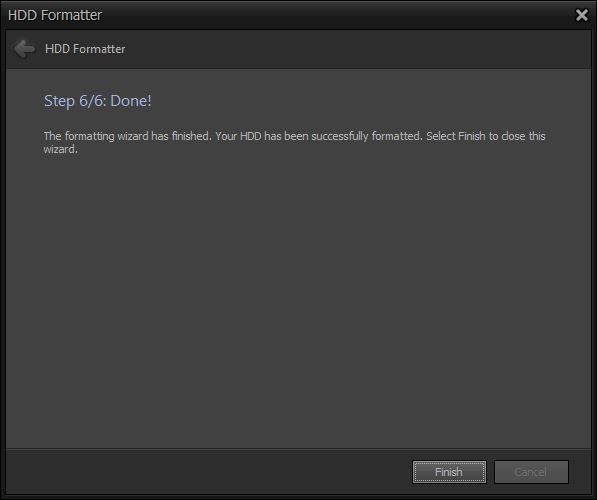 HDD Formatter
HDD Formatter
Step 6/6: Done!
The formatting wizard has finished. Your HDD has been successfully formatted. Select Finish to close this
wizard.
Finish
Cancel